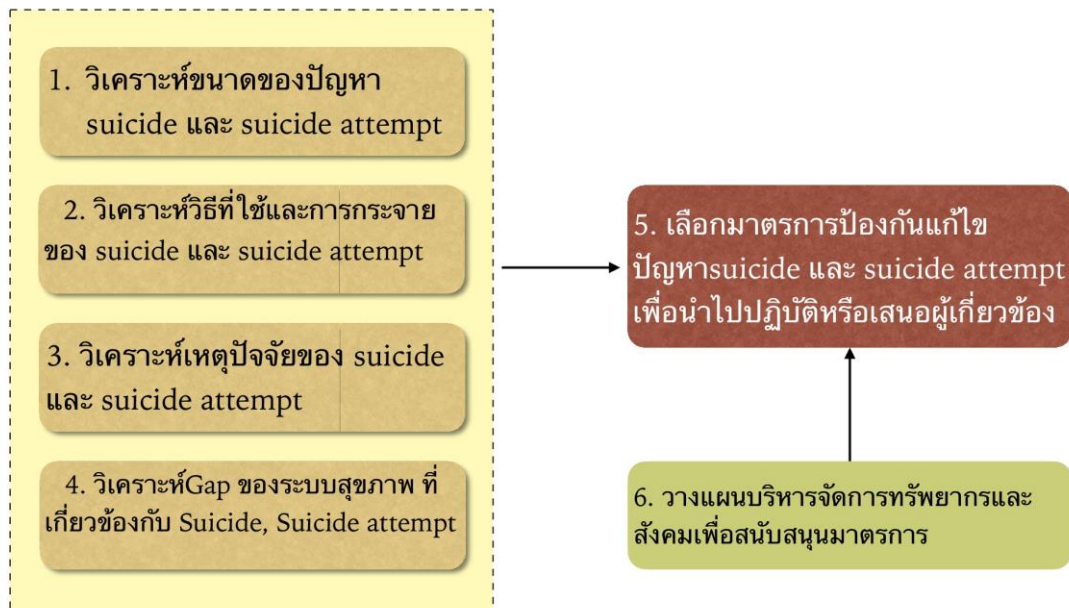 1. วิเคราะห์ขนาดของปัญหา
suicide และ suicide attempt
2. วิเคราะห์วิธีที่ใช้และการกระจาย
ของ suicide และ suicide attempt
3. วิเคราะห์เหตุปัจจัยของ suicide
และ suicide attempt
4. วิเคราะห์Gap ของระบบสุขภาพ ที่
เกี่ยวข้องกับ Suicide, Suicide attempt
5. เลือกมาตรการป้องกันแก้ไข
ปัญหาsuicide และ suicide attempt
เพื่อนำไปปฏิบัติหรือเสนอผู้เกี่ยวข้อง
6. วางแผนบริหารจัดการทรัพยากรและ
สังคมเพื่อสนับสนุนมาตรการ